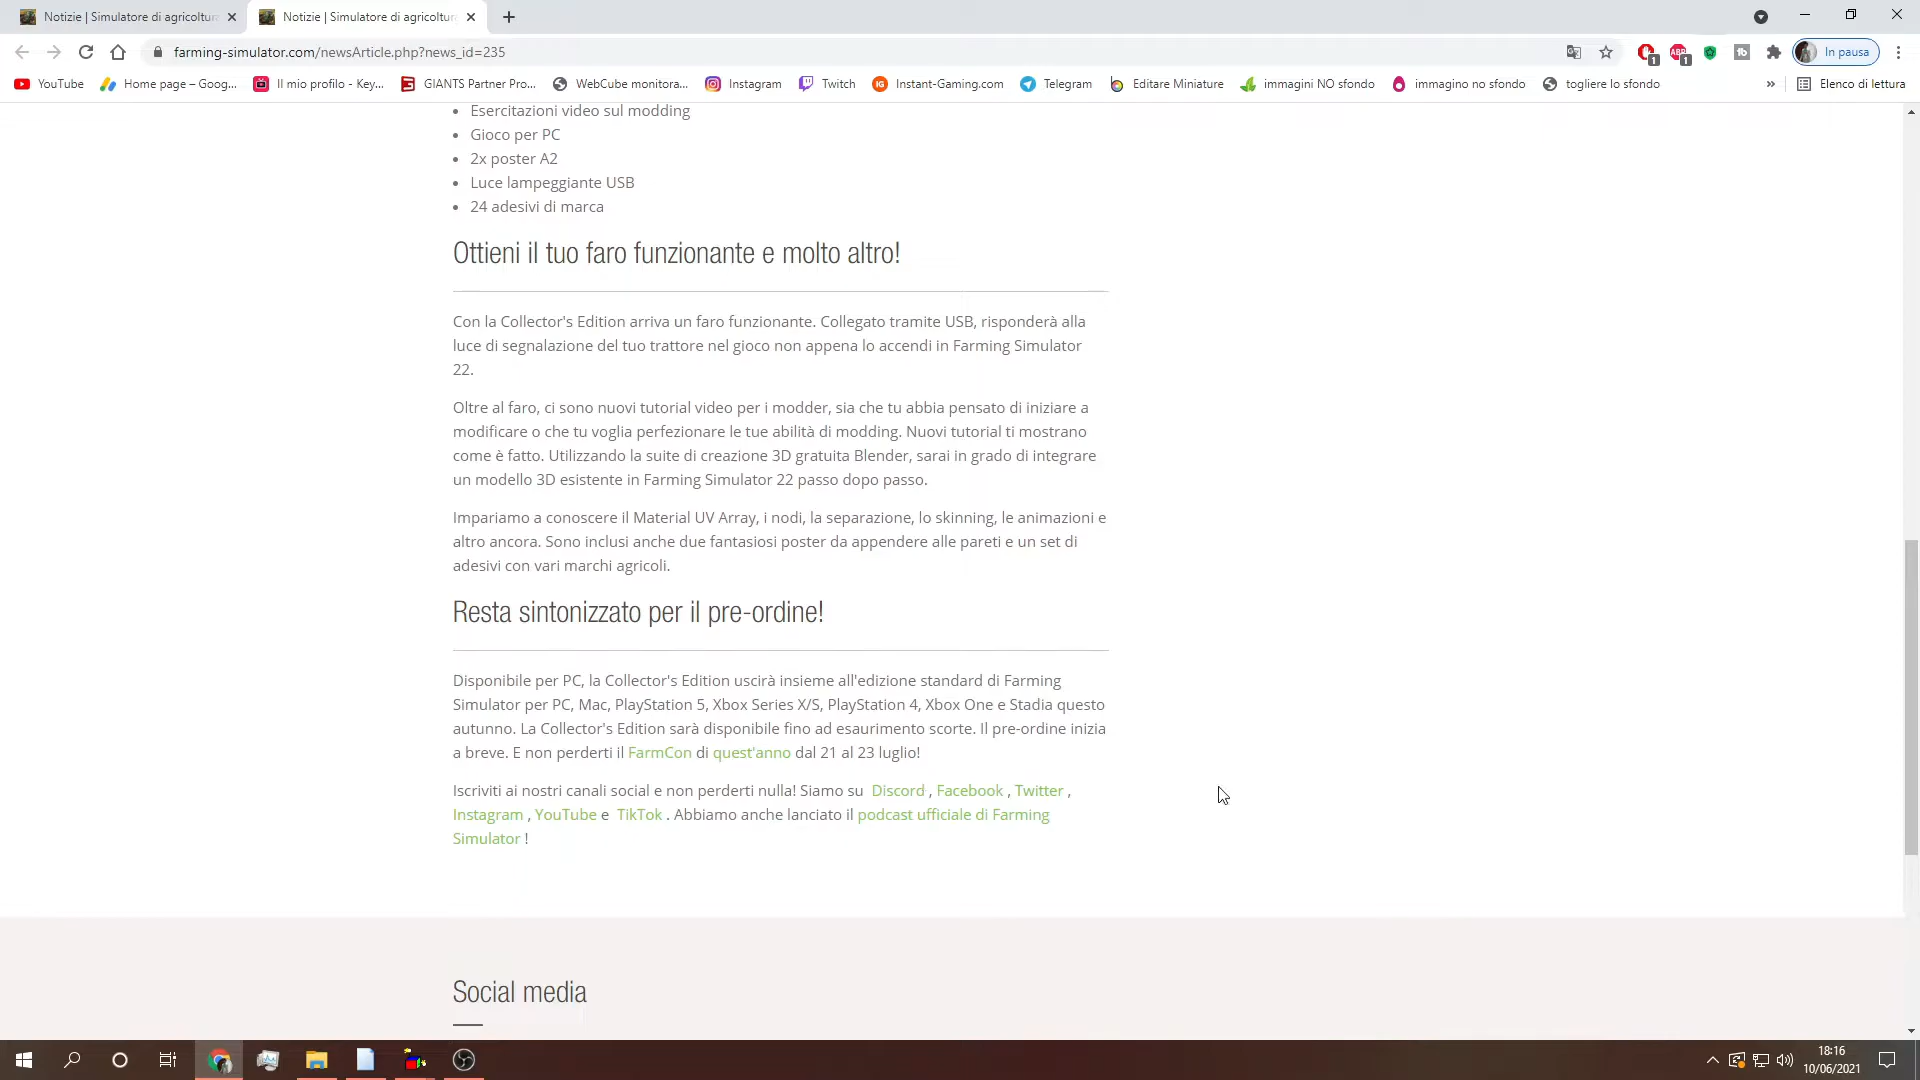 Notizie | Simulatore di agricoltura
Notizie | Simulatore di agricoltura
farming-simulator.com/newsArticle.php?news_id=235
In pausa
YouTube
Home page – Goog...
Il mio profilo - Key...
GIANTS Partner Pro...
WebCube monitora...
Instagram
Twitch
Instant-Gaming.com
Telegram
Editare Miniature
immagini NO sfondo
immagino no sfondo
togliere lo sfondo
»
Elenco di lettura
• Esercitazioni video sul modding
• Gioco per PC
• 2x poster A2
• Luce lampeggiante USB
• 24 adesivi di marca
Ottieni il tuo faro funzionante e molto altro!
Con la Collector's Edition arriva un faro funzionante. Collegato tramite USB, risponderà alla
luce di segnalazione del tuo trattore nel gioco non appena lo accendi in Farming Simulator
22.
Oltre al faro, ci sono nuovi tutorial video per i modder, sia che tu abbia pensato di iniziare a
modificare o che tu voglia perfezionare le tue abilità di modding. Nuovi tutorial ti mostrano
come è fatto. Utilizzando la suite di creazione 3D gratuita Blender, sarai in grado di integrare
un modello 3D esistente in Farming Simulator 22 passo dopo passo.
Impariamo a conoscere il Material UV Array, i nodi, la separazione, lo skinning, le animazioni e
altro ancora. Sono inclusi anche due fantasiosi poster da appendere alle pareti e un set di
adesivi con vari marchi agricoli.
Resta sintonizzato per il pre-ordine!
Disponibile per PC, la Collector's Edition uscirà insieme all'edizione standard di Farming
Simulator per PC, Mac, PlayStation 5, Xbox Series X/S, PlayStation 4, Xbox One e Stadia questo
autunno. La Collector's Edition sarà disponibile fino ad esaurimento scorte. Il pre-ordine inizia
a breve. E non perderti il FarmCon di quest'anno dal 21 al 23 luglio!
Iscriviti ai nostri canali social e non perderti nulla! Siamo su Discord , Facebook , Twitter ,
Instagram , YouTube e TikTok . Abbiamo anche lanciato il podcast ufficiale di Farming
Simulator !
Social media
18:16
10/06/2021